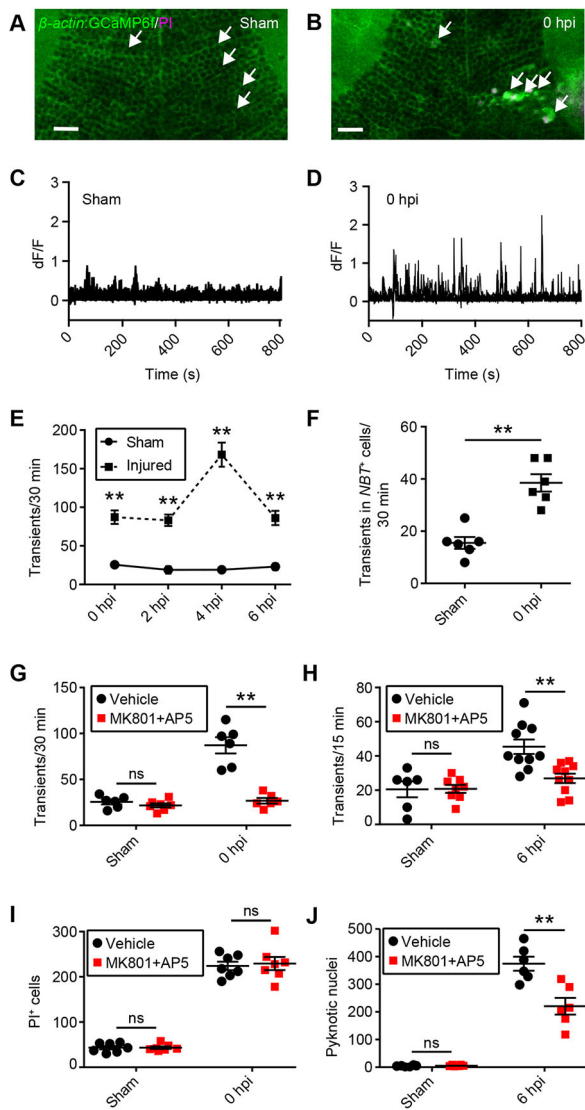 A
β-actin:GCaMP6f/PI
Sham
B
0 hpi
C
Sham
dF/F
3
2
1
0
0
200
400
600
800
Time (s)
D
0 hpi
dF/F
3
2
1
0
0
200
400
600
800
Time (s)
E
Sham
Injured
Transients/30 min
200
150
100
50
0
**
**
**
**
0 hpi
2 hpi
4 hpi
6 hpi
F
Transients in NBT+ cells/
30 min
60
40
20
0
**
Sham
0 hpi
G
Vehicle
MK801+AP5
Transients/30 min
150
100
50
0
ns
**
Sham
0 hpi
H
Vehicle
MK801+AP5
Transients/15 min
80
60
40
20
0
ns
**
Sham
6 hpi
I
Vehicle
MK801+AP5
PI+ cells
300
200
100
50
0
ns
ns
Sham
0 hpi
J
Vehicle
MK801+AP5
Pyknotic nuclei
500
400
300
200
100
0
ns
**
Sham
6 hpi